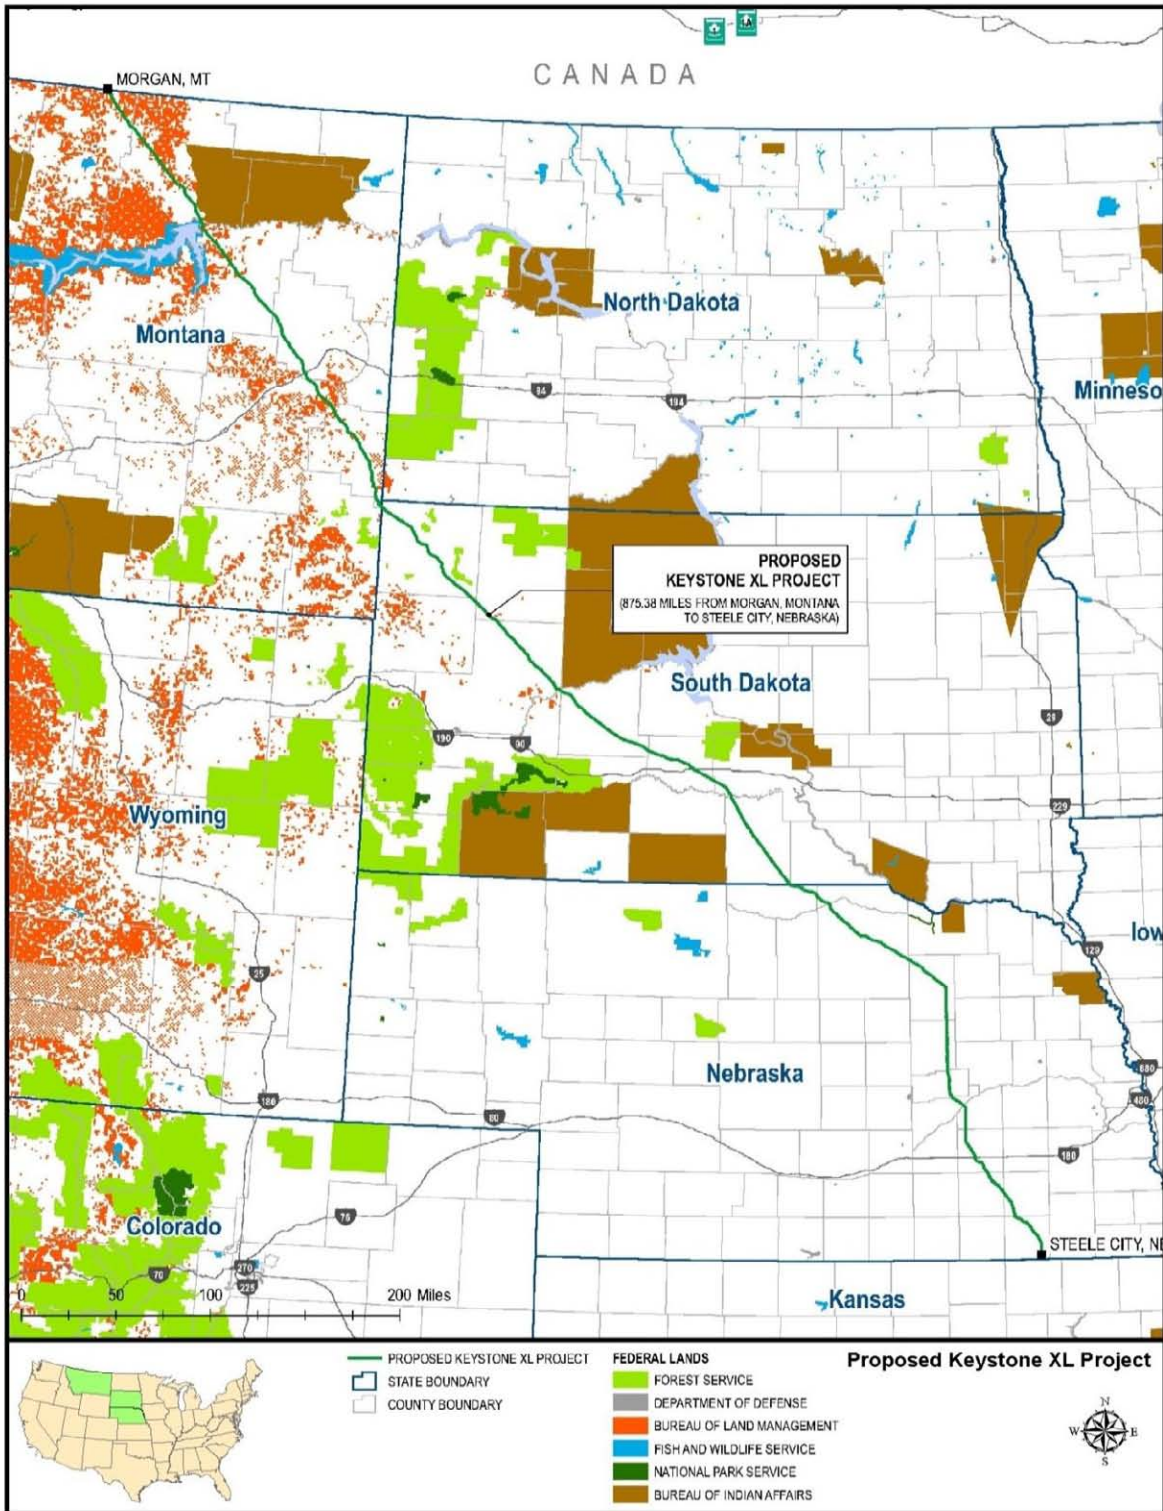 1A
CANADA
MORGAN, MT
North Dakota
Montana
94
194
Minneso
PROPOSED
KEYSTONE XL PROJECT
(875.38 MILES FROM MORGAN, MONTANA
TO STEELE CITY, NEBRASKA)
South Dakota
29
190
90
229
Wyoming
Iow
129
25
Nebraska
680
480
80
180
Colorado
76
STEELE CITY, NE
270
70
225
0
50
100
200 Miles
Kansas
PROPOSED KEYSTONE XL PROJECT
STATE BOUNDARY
COUNTY BOUNDARY
FEDERAL LANDS
FOREST SERVICE
DEPARTMENT OF DEFENSE
BUREAU OF LAND MANAGEMENT
FISH AND WILDLIFE SERVICE
NATIONAL PARK SERVICE
BUREAU OF INDIAN AFFAIRS
Proposed Keystone XL Project
N
W
E
S